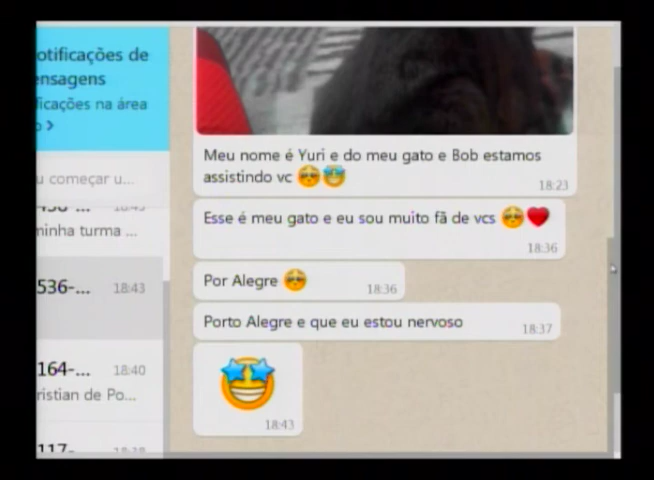 otificações de
ensagens
ficações na área
o >
u começar u...
minha turma ...
536-... 18:43
164-... 18:40
ristian de Po...
117-...
Meu nome é Yuri e do meu gato e Bob estamos
assistindo vc 🥺🤩
18:23
Esse é meu gato e eu sou muito fã de vcs 🥺❤️
18:36
Por Alegre 🥺 18:36
Porto Alegre e que eu estou nervoso 18:37
🤩
18:43